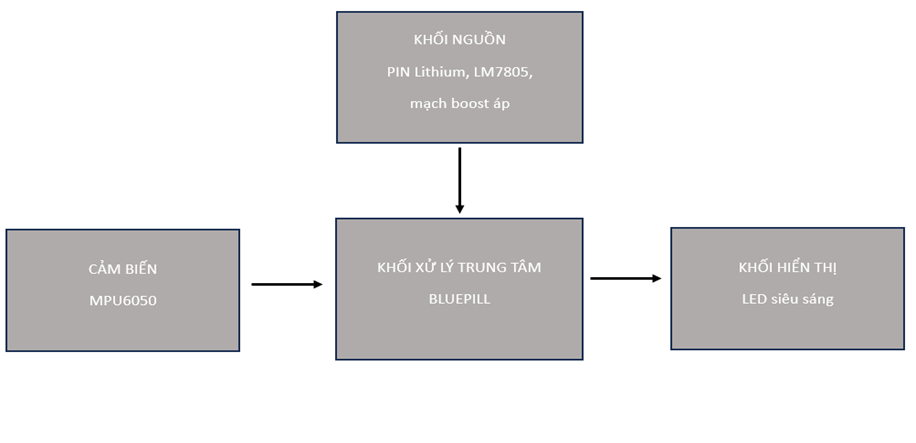 KHỐI NGUỒN
PIN Lithium, LM7805,
mạch boost áp
CẢM BIẾN
MPU6050
KHỐI XỬ LÝ TRUNG TÂM
BLUEPILL
KHỐI HIỂN THỊ
LED siêu sáng